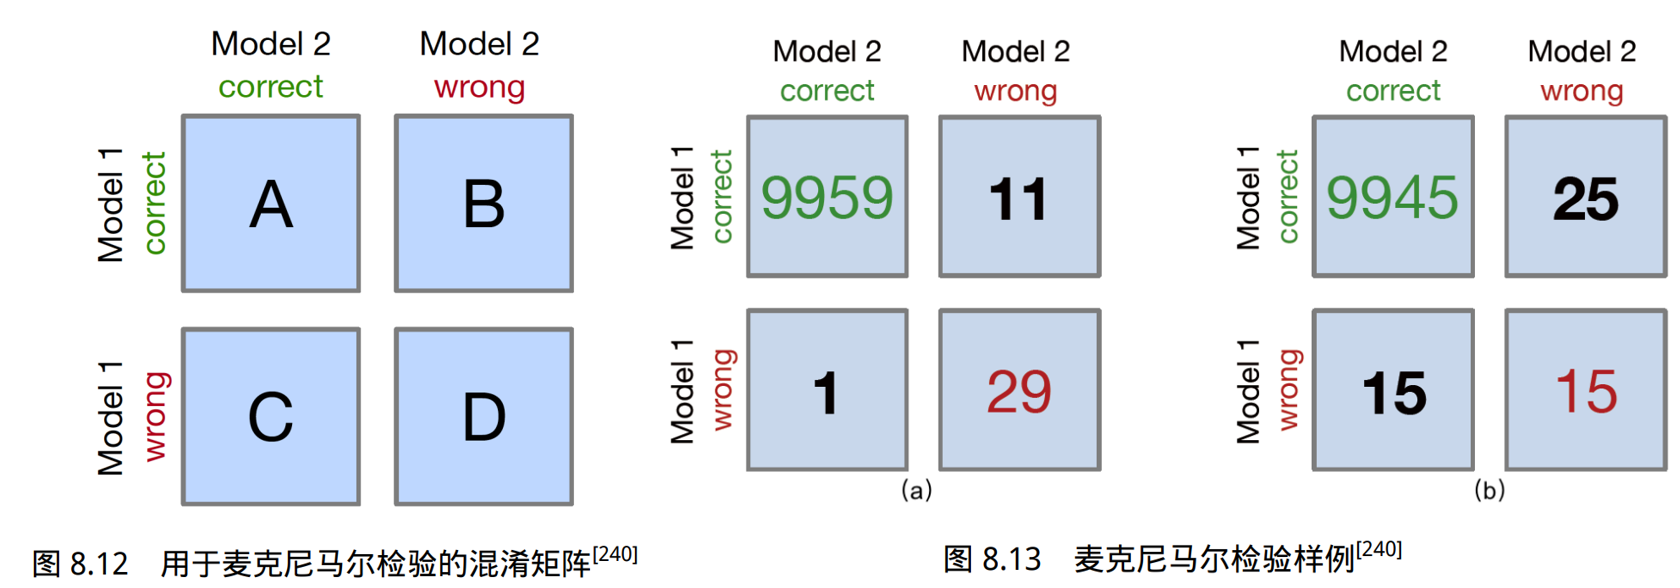 Model 2 Model 2
correct wrong
Model 1 correct A B
Model 1 wrong C D
图 8.12 用于麦克尼马尔检验的混淆矩阵[240]
Model 2 Model 2
correct wrong
Model 1 correct 9959 11
Model 1 wrong 1 29
(a)
Model 2 Model 2
correct wrong
Model 1 correct 9945 25
Model 1 wrong 15 15
(b)
图 8.13 麦克尼马尔检验样例[240]